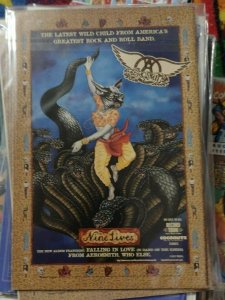 THE LATEST WILD CHILD FROM AMERICA'S
GREATEST ROCK AND ROLL BAND.
AEROSMITH
Nine Lives
THE NEW ALBUM FEATURING FALLING IN LOVE (IS HARD ON THE KNEES)
FROM AEROSMITH, WHO ELSE.
COLUMBIA